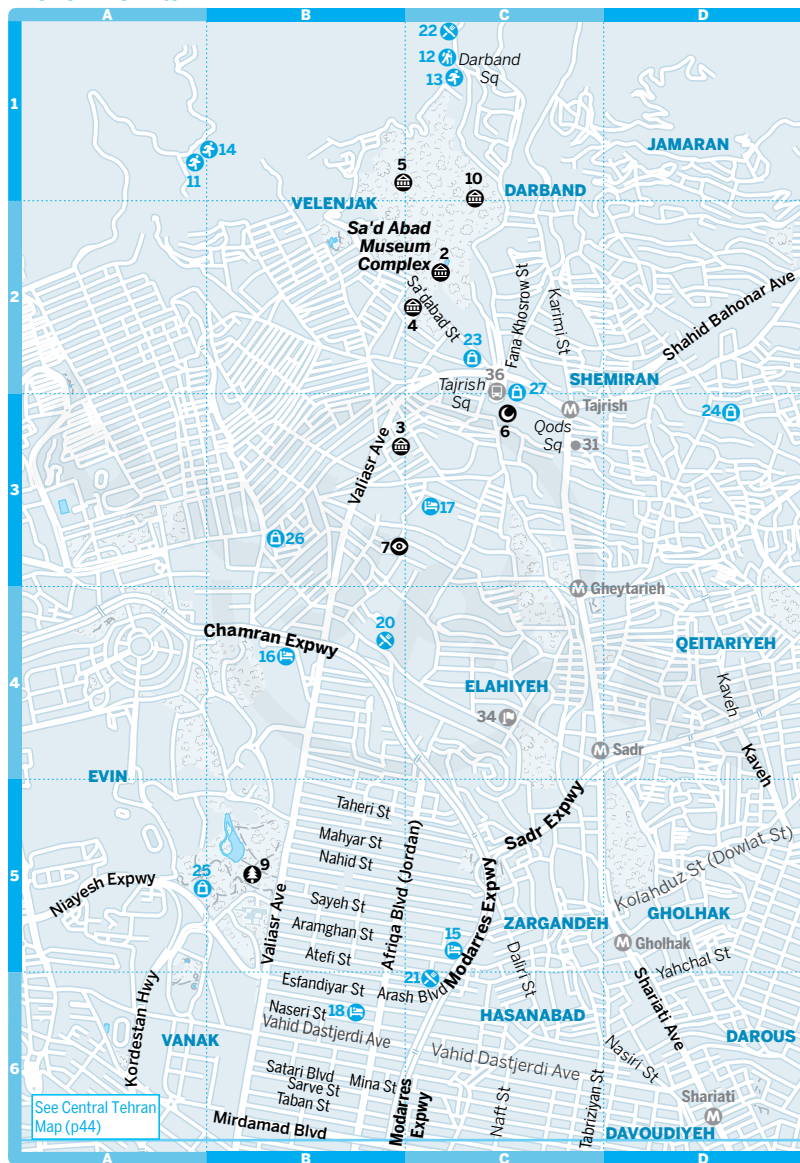 A
B
C
D
22
12
Darband
Sq
13
1
JAMARAN
14
11
5
10
DARBAND
VELENJAK
Sa'd Abad
Museum
Complex
2
Sa'dabad St
4
Fana Khosrow St
Karimi St
Shahid Bahonar Ave
2
23
36
SHEMIRAN
Tajrish
Sq
27
Tajrish
24
6
Qods
Sq
31
3
Valiasr Ave
3
17
26
7
Gheytarieh
Chamran Expwy
20
16
QEITARIYEH
ELAHIYEH
4
34
Kaveh
Sadr
Kaveh
EVIN
Taheri St
Sadr Expwy
Mahyar St
Nahid St
Afriqa Blvd (Jordan)
Kolahduz St (Dowlat St)
25
9
5
Niayesh Expwy
Sayeh St
Modarres Expwy
Valiasr Ave
Aramghan St
15
ZARGANDEH
GHOLHAK
Gholhak
Atefi St
Daliri St
Yahchal St
21
Esfandiyar St
Arash Blvd
Naseri St
18
HASANABAD
Shariati Ave
Kordestan Hwy
VANAK
Vahid Dastjerdi Ave
DAROUS
Vahid Dastjerdi Ave
Nasiri St
6
Satari Blvd
Sarve St
Mina St
Taban St
Modarres
Expwy
Naft St
Tabriziyan St
Shariati
See Central Tehran
Map (p44)
Mirdamad Blvd
DAVOUDIYEH
A
B
C
D